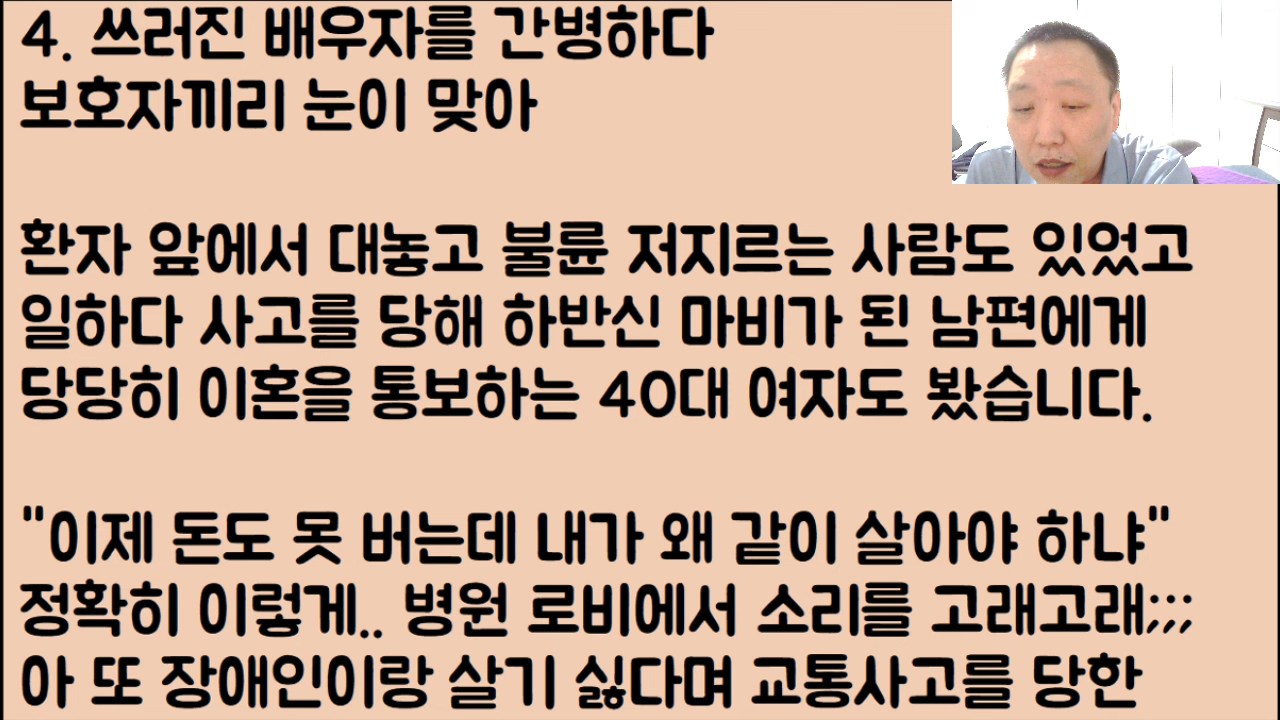 4. 쓰러진 배우자를 간병하다
보호자끼리 눈이 맞아
환자 앞에서 대놓고 불륜 저지르는 사람도 있었고
일하다 사고를 당해 하반신 마비가 된 남편에게
당당히 이혼을 통보하는 40대 여자도 봤습니다.
"이제 돈도 못 버는데 내가 왜 같이 살아야 하냐"
정확히 이렇게.. 병원 로비에서 소리를 고래고래;;;
아 또 장애인이랑 살기 싫다며 교통사고를 당한